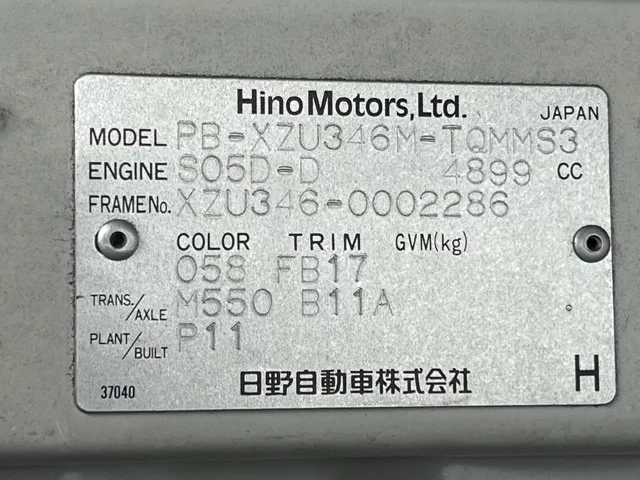 Hino Motors, Ltd. JAPAN
MODEL PB-XZU346M-TQMMS3
ENGINE S05D-D 4899 CC
FRAME No. XZU346-0002286
COLOR TRIM GVM(kg)
058 FB17
TRANS./AXLE M550 B11A
PLANT/BUILT P11
37040 日野自動車株式会社 H